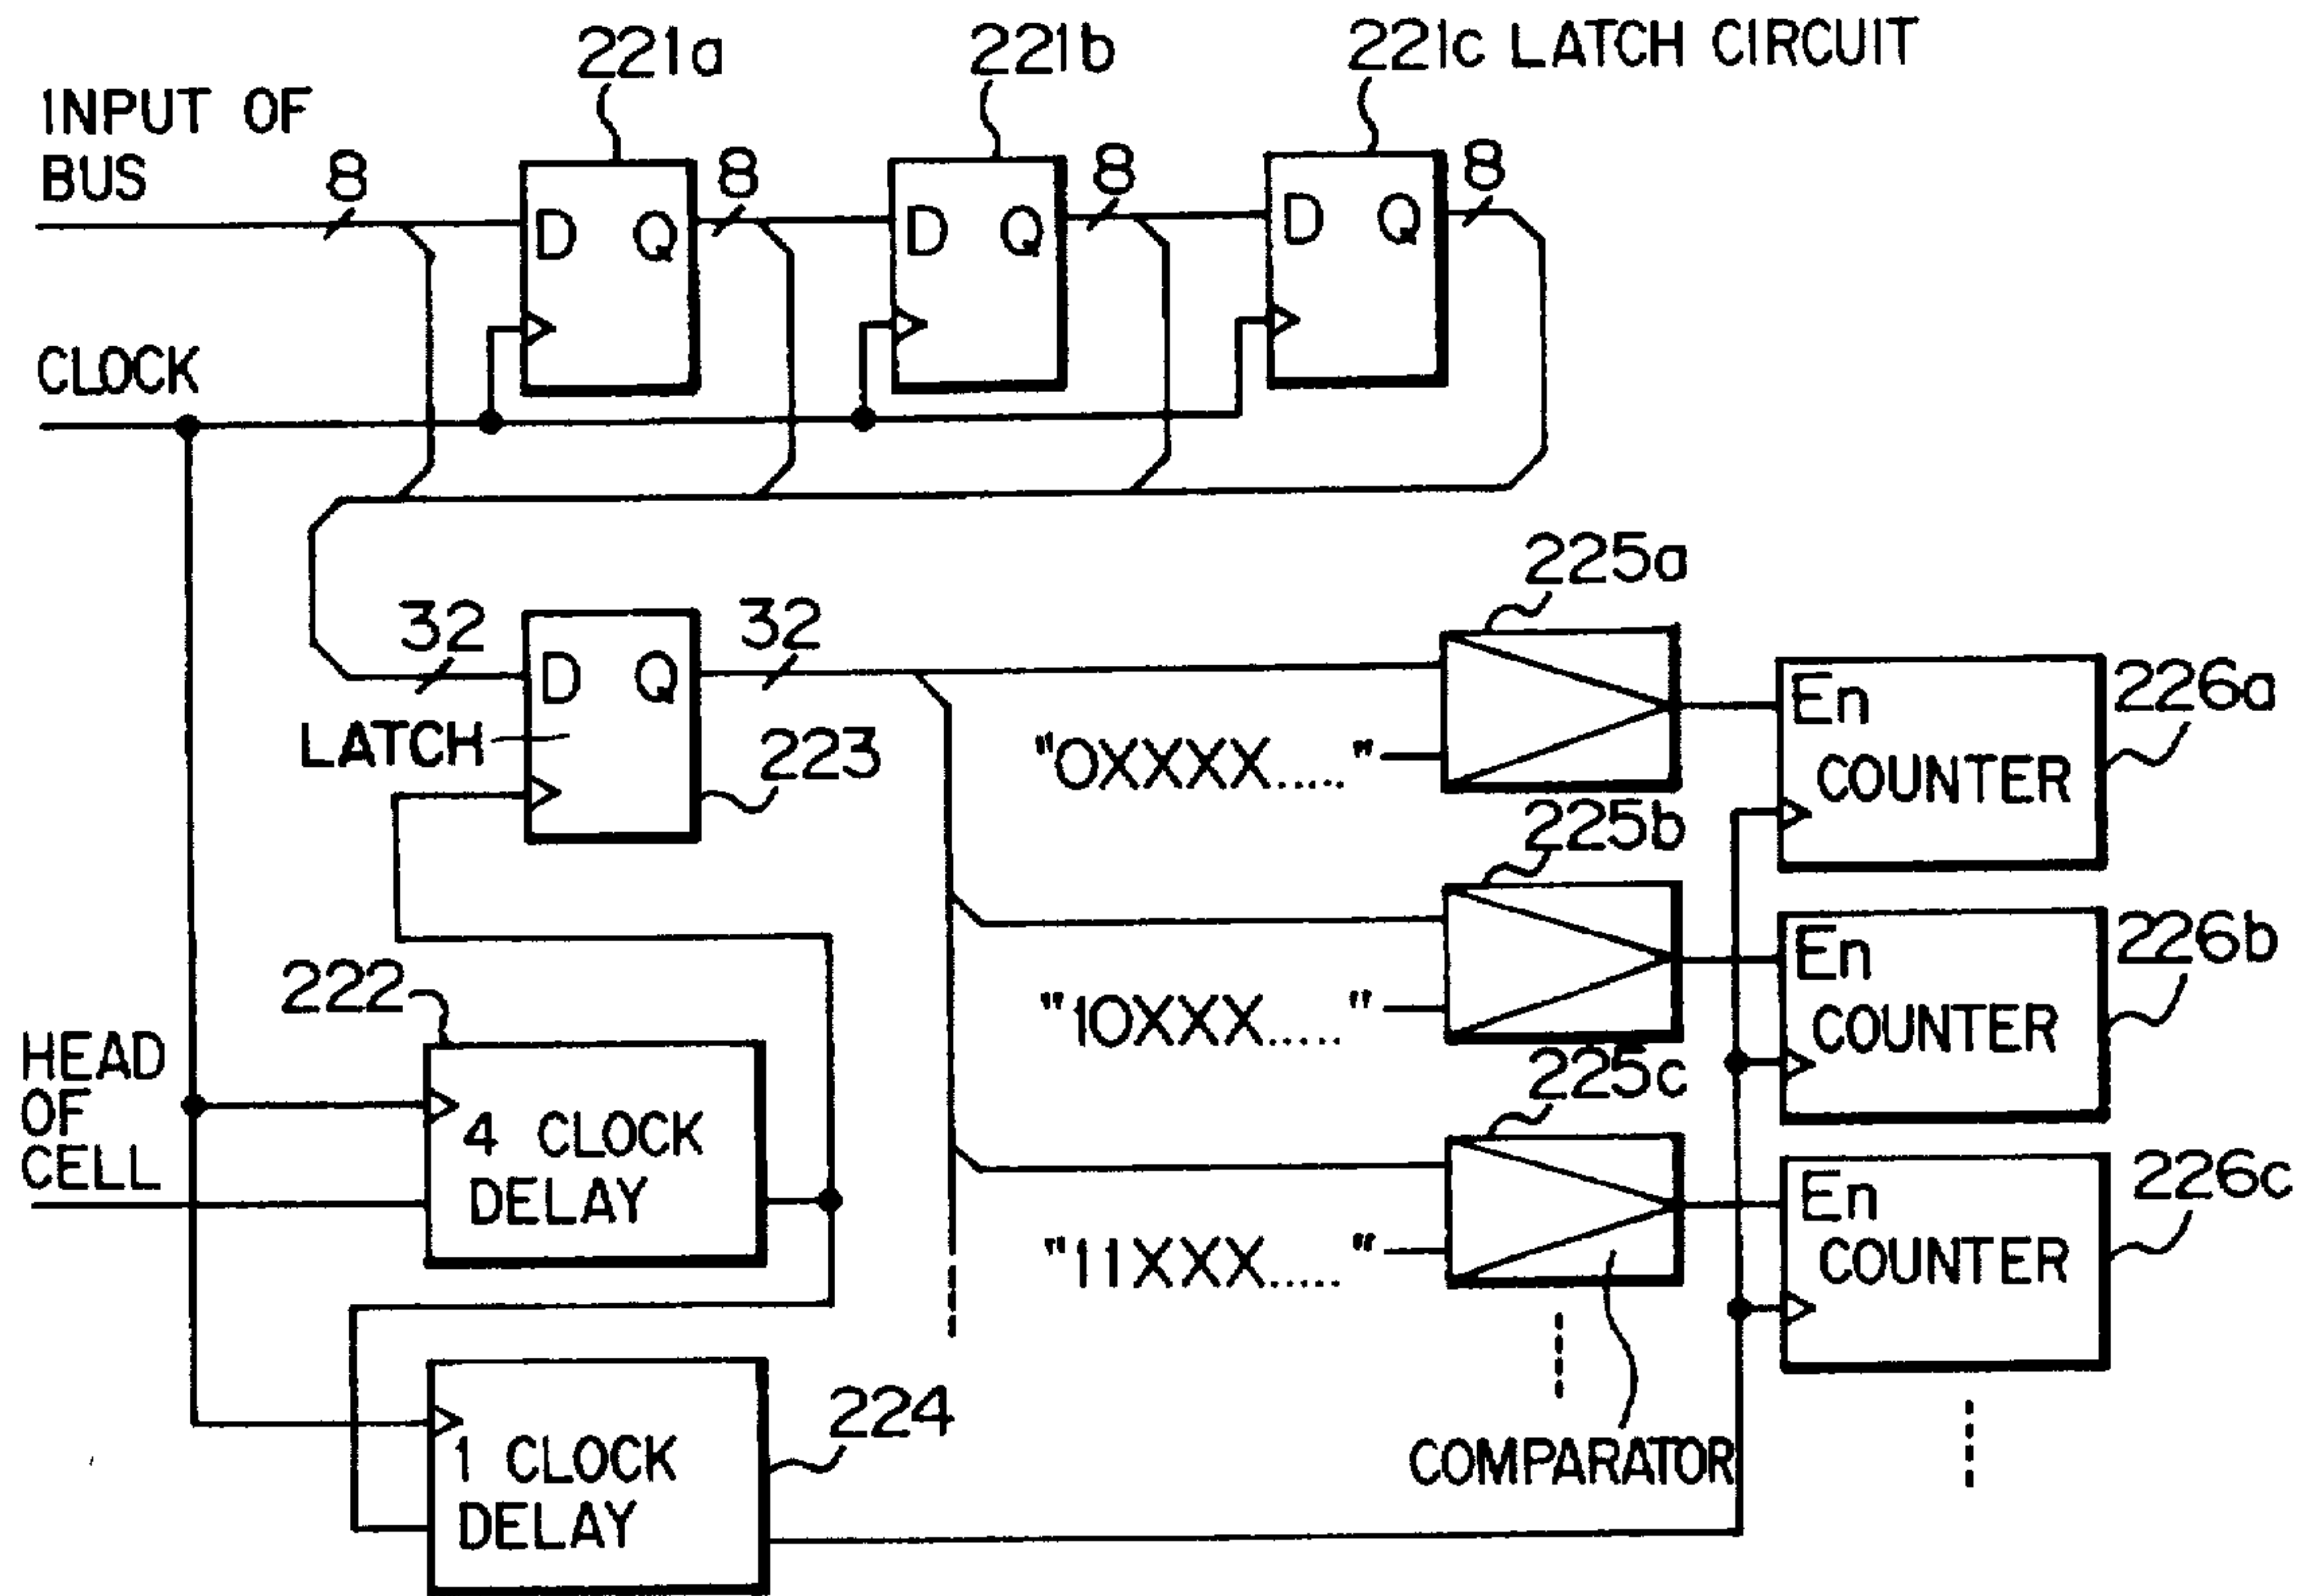 221a
221b
221c LATCH CIRCUIT
INPUT OF
BUS
8
8
8
8
D Q
D Q
D Q
CLOCK
225a
32
32
D Q
LATCH
223
"0XXXX..... "
En
COUNTER
226a
225b
"10XXX..... "
En
COUNTER
226b
222
HEAD
OF
CELL
4 CLOCK
DELAY
225c
"11XXX..... "
En
COUNTER
226c
224
1 CLOCK
DELAY
COMPARATOR